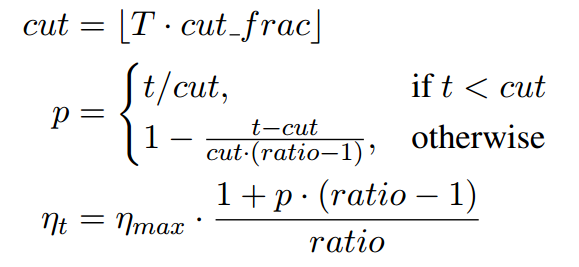 cut = ⌊T · cut_frac⌋
p = { t/cut, if t < cut
1 − (t−cut)/(cut·(ratio−1)), otherwise
η_t = η_max · (1 + p · (ratio − 1))/ratio